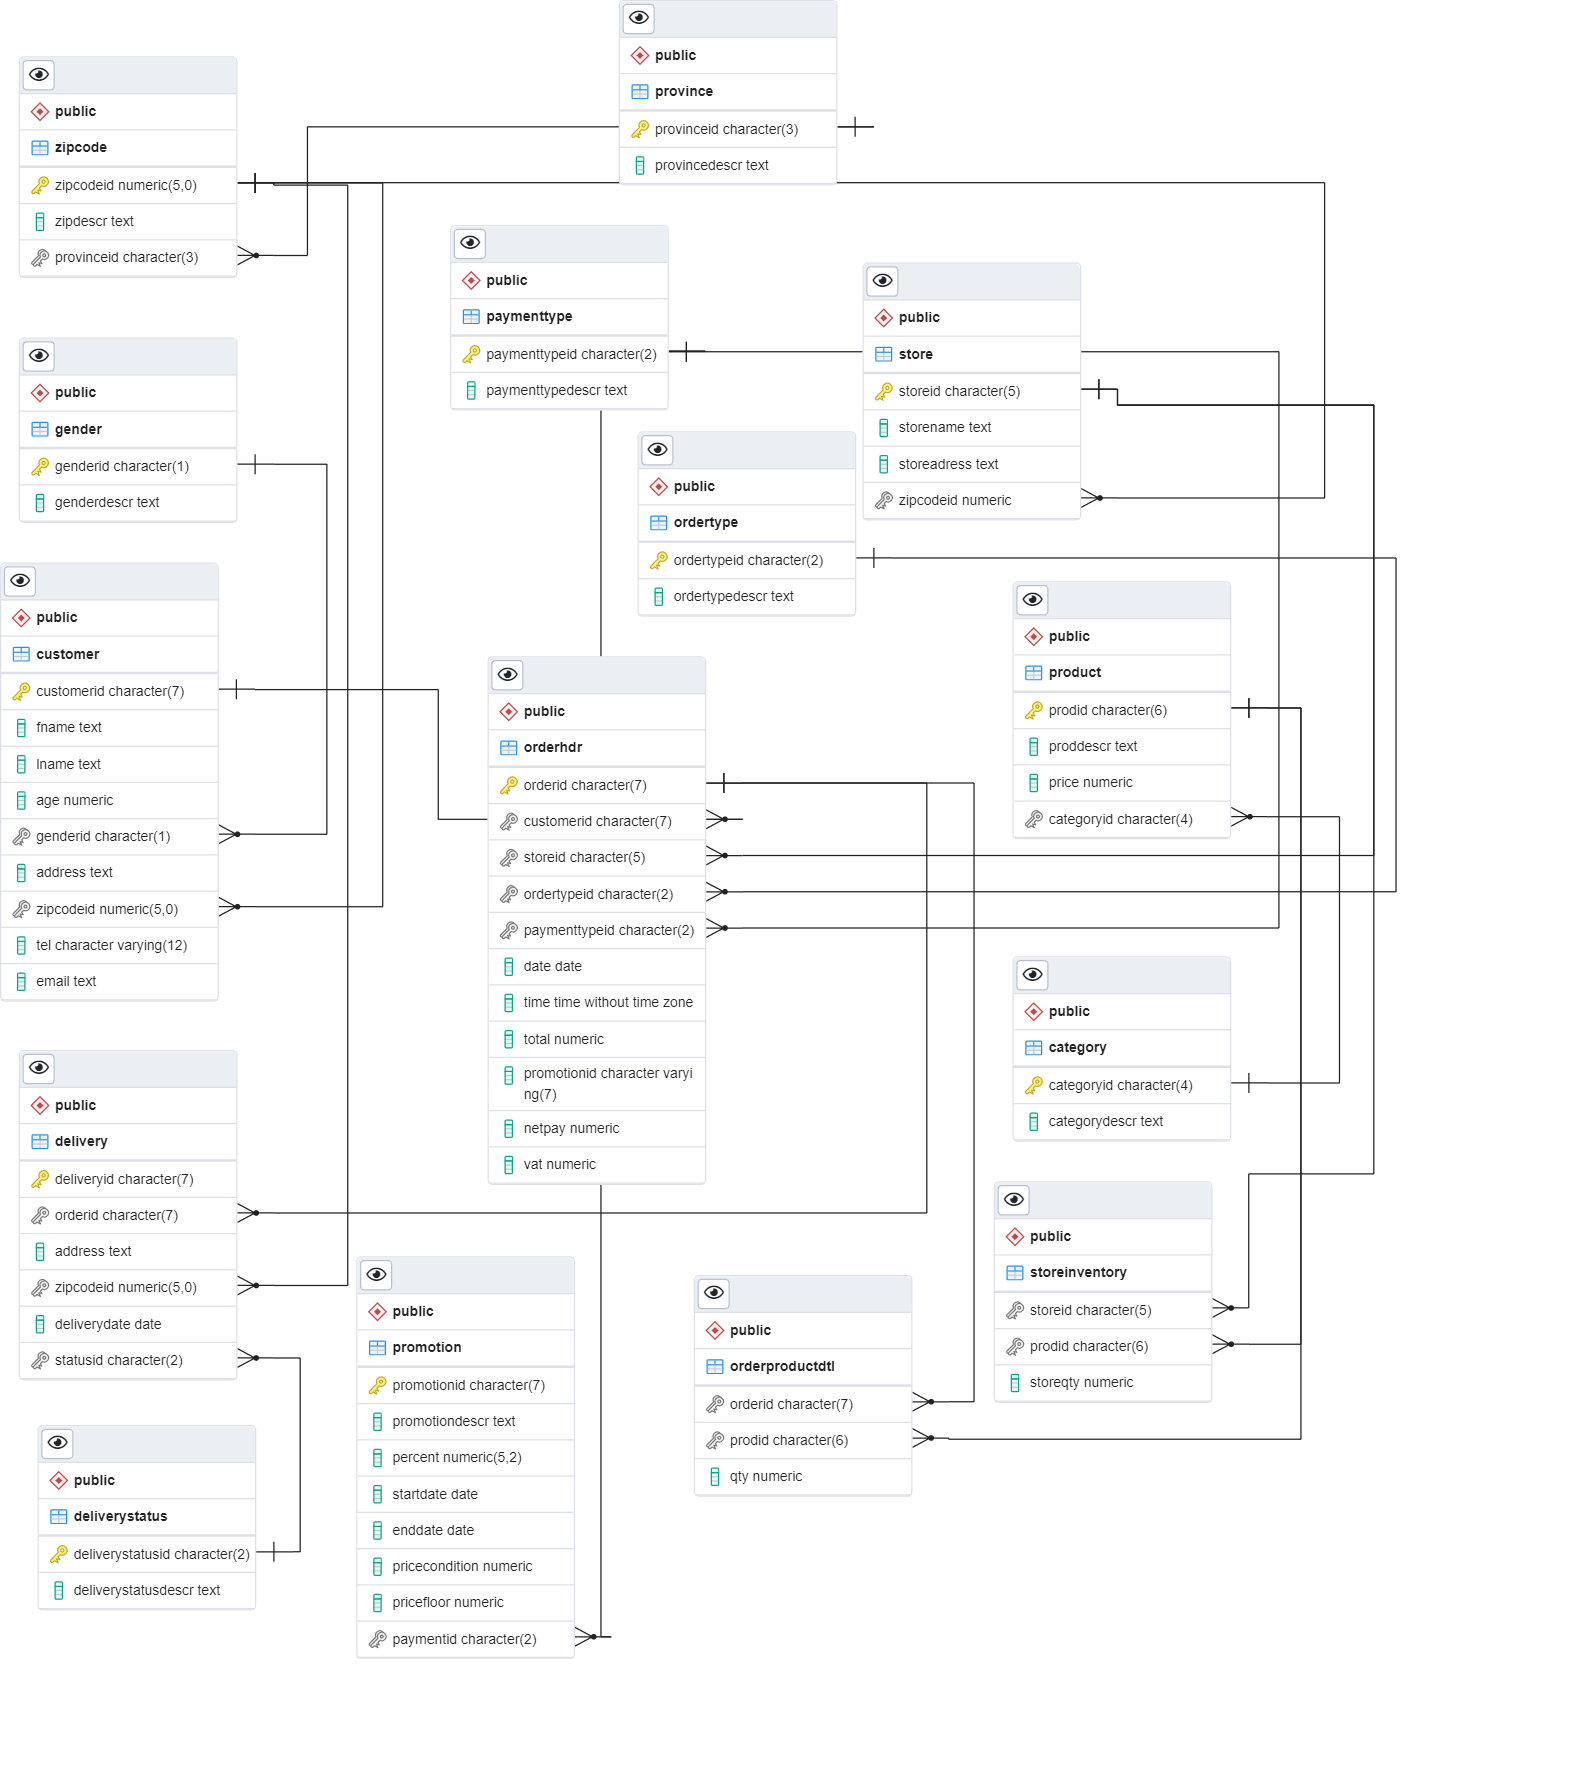 public
province
provinceid character(3)
provincedescr text
public
zipcode
zipcodeid numeric(5,0)
zipdescr text
provinceid character(3)
public
paymenttype
paymenttypeid character(2)
paymenttypedescr text
public
store
storeid character(5)
storename text
storeadress text
zipcodeid numeric
public
gender
genderid character(1)
genderdescr text
public
ordertype
ordertypeid character(2)
ordertypedescr text
public
customer
customerid character(7)
fname text
lname text
age numeric
genderid character(1)
address text
zipcodeid numeric(5,0)
tel character varying(12)
email text
public
product
prodid character(6)
proddescr text
price numeric
categoryid character(4)
public
orderhdr
orderid character(7)
customerid character(7)
storeid character(5)
ordertypeid character(2)
paymenttypeid character(2)
date date
time time without time zone
total numeric
promotionid character varyi
ng(7)
netpay numeric
vat numeric
public
category
categoryid character(4)
categorydescr text
public
delivery
deliveryid character(7)
orderid character(7)
address text
zipcodeid numeric(5,0)
deliverydate date
statusid character(2)
public
storeinventory
storeid character(5)
prodid character(6)
storeqty numeric
public
promotion
promotionid character(7)
promotiondescr text
percent numeric(5,2)
startdate date
enddate date
pricecondition numeric
pricefloor numeric
paymentid character(2)
public
orderproductdtl
orderid character(7)
prodid character(6)
qty numeric
public
deliverystatus
deliverystatusid character(2)
deliverystatusdescr text